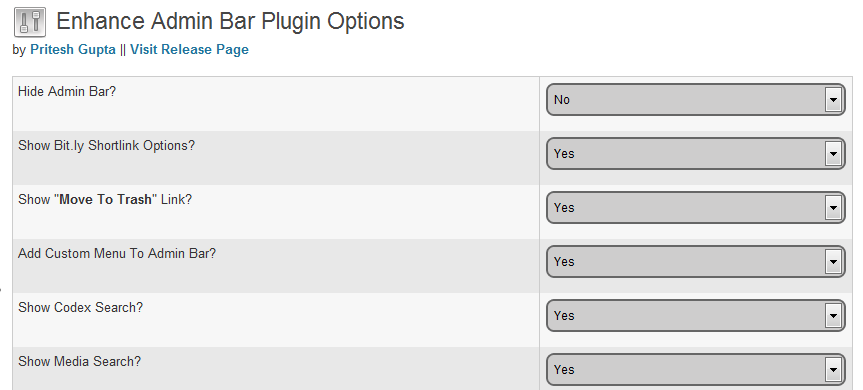 Enhance Admin Bar Plugin Options
by Pritesh Gupta || Visit Release Page
Hide Admin Bar? No
Show Bit.ly Shortlink Options? Yes
Show "Move To Trash" Link? Yes
Add Custom Menu To Admin Bar? Yes
Show Codex Search? Yes
Show Media Search? Yes